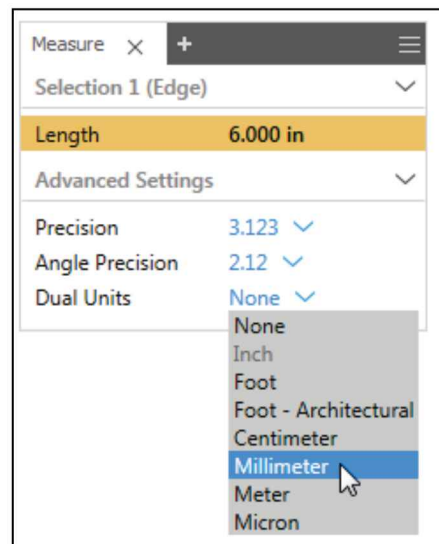 Measure × +
Selection 1 (Edge)
Length 6.000 in
Advanced Settings
Precision 3.123
Angle Precision 2.12
Dual Units None
None
Inch
Foot
Foot - Architectural
Centimeter
Millimeter
Meter
Micron